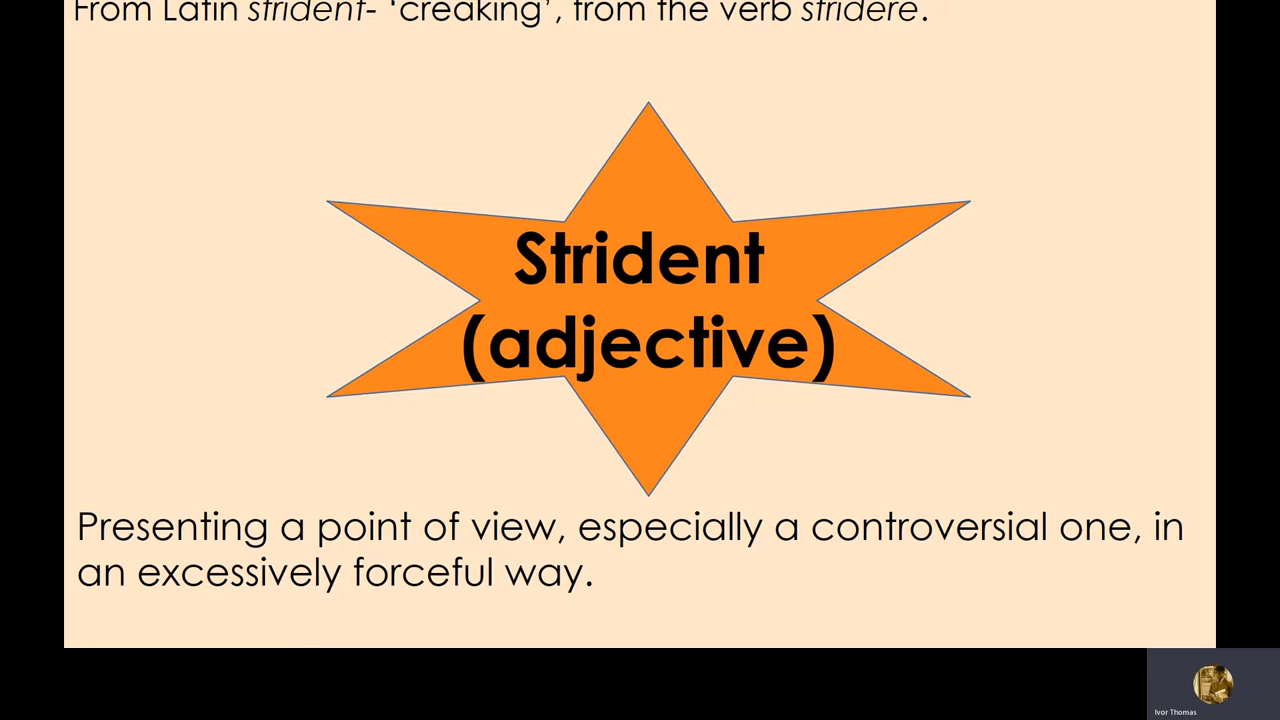 From Latin strident- ‘creaking’, from the verb stridere.
Strident
(adjective)
Presenting a point of view, especially a controversial one, in
an excessively forceful way.
Ivor Thomas